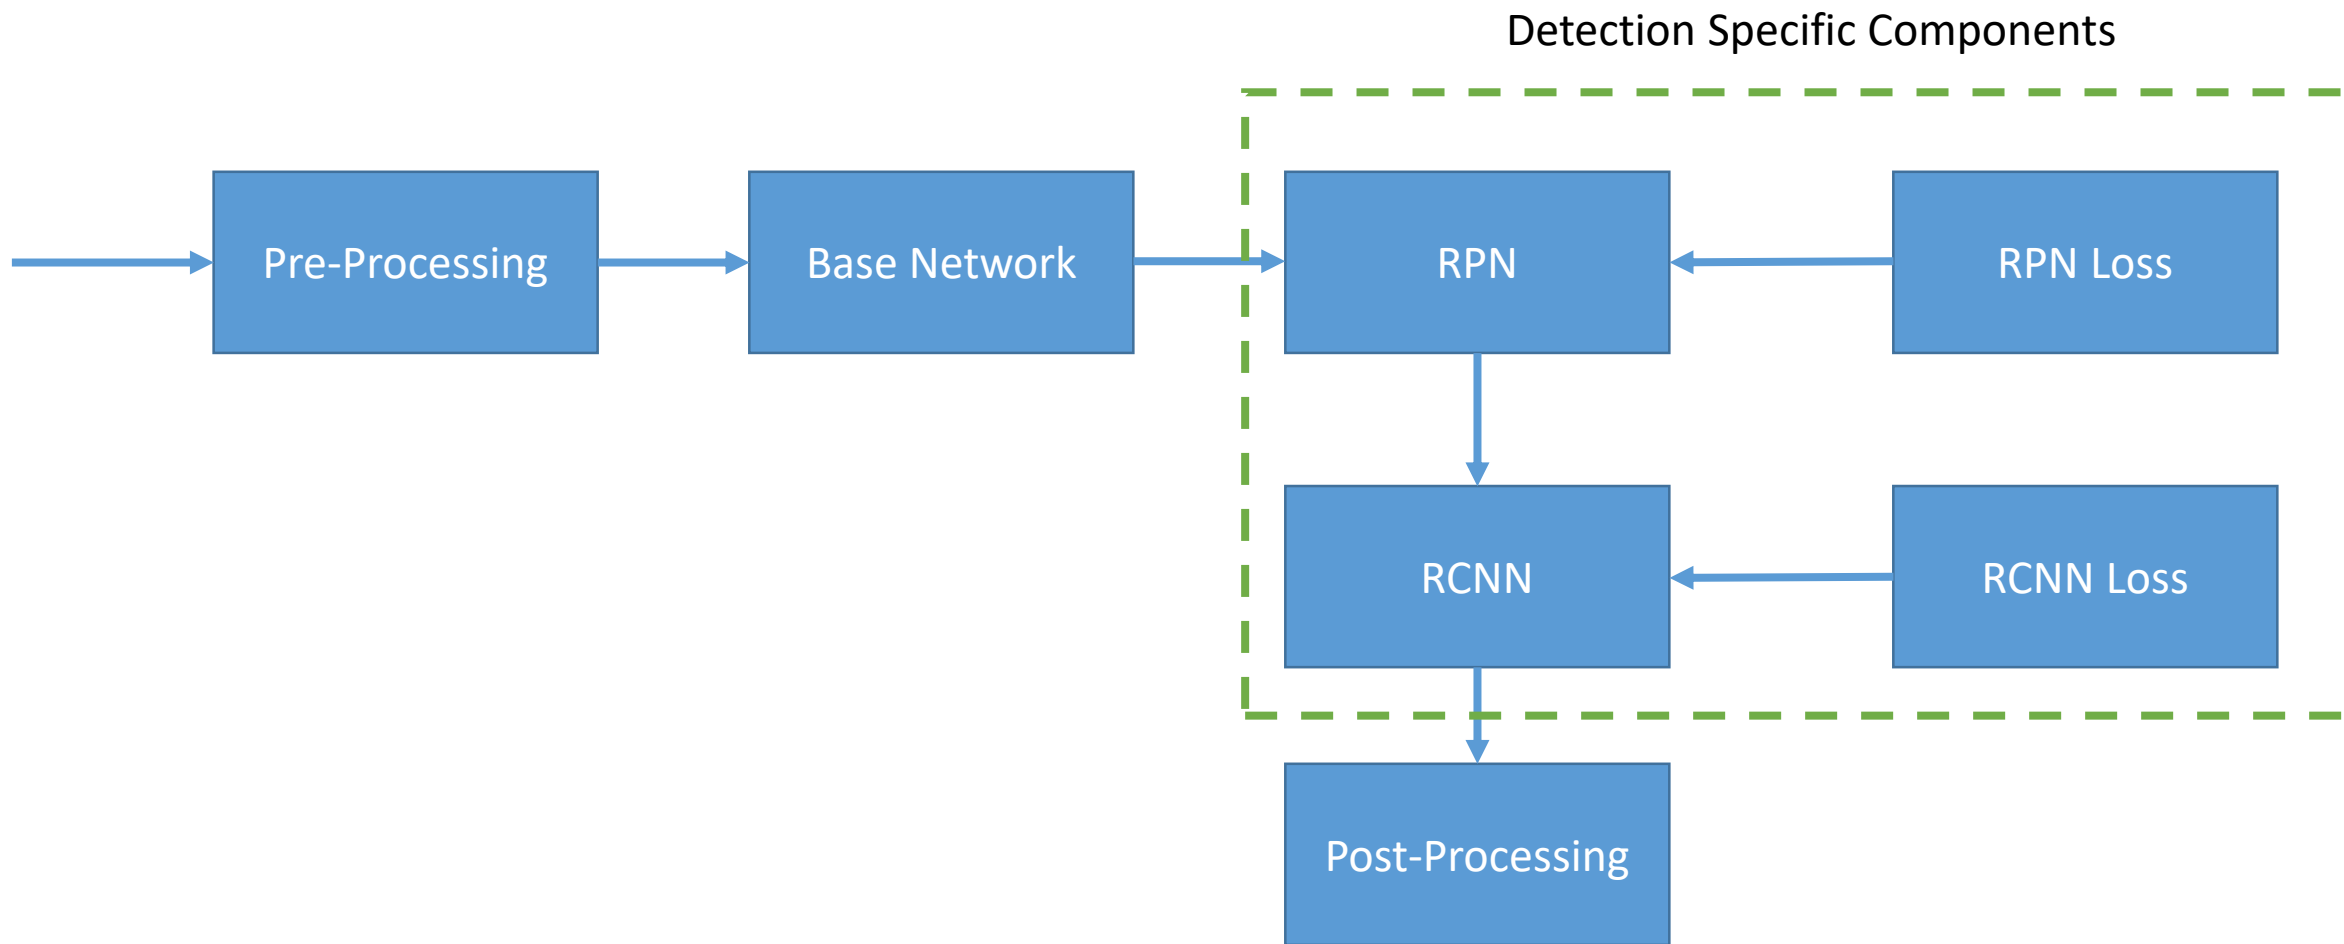 Detection Specific Components
Pre-Processing
Base Network
RPN
RPN Loss
RCNN
RCNN Loss
Post-Processing